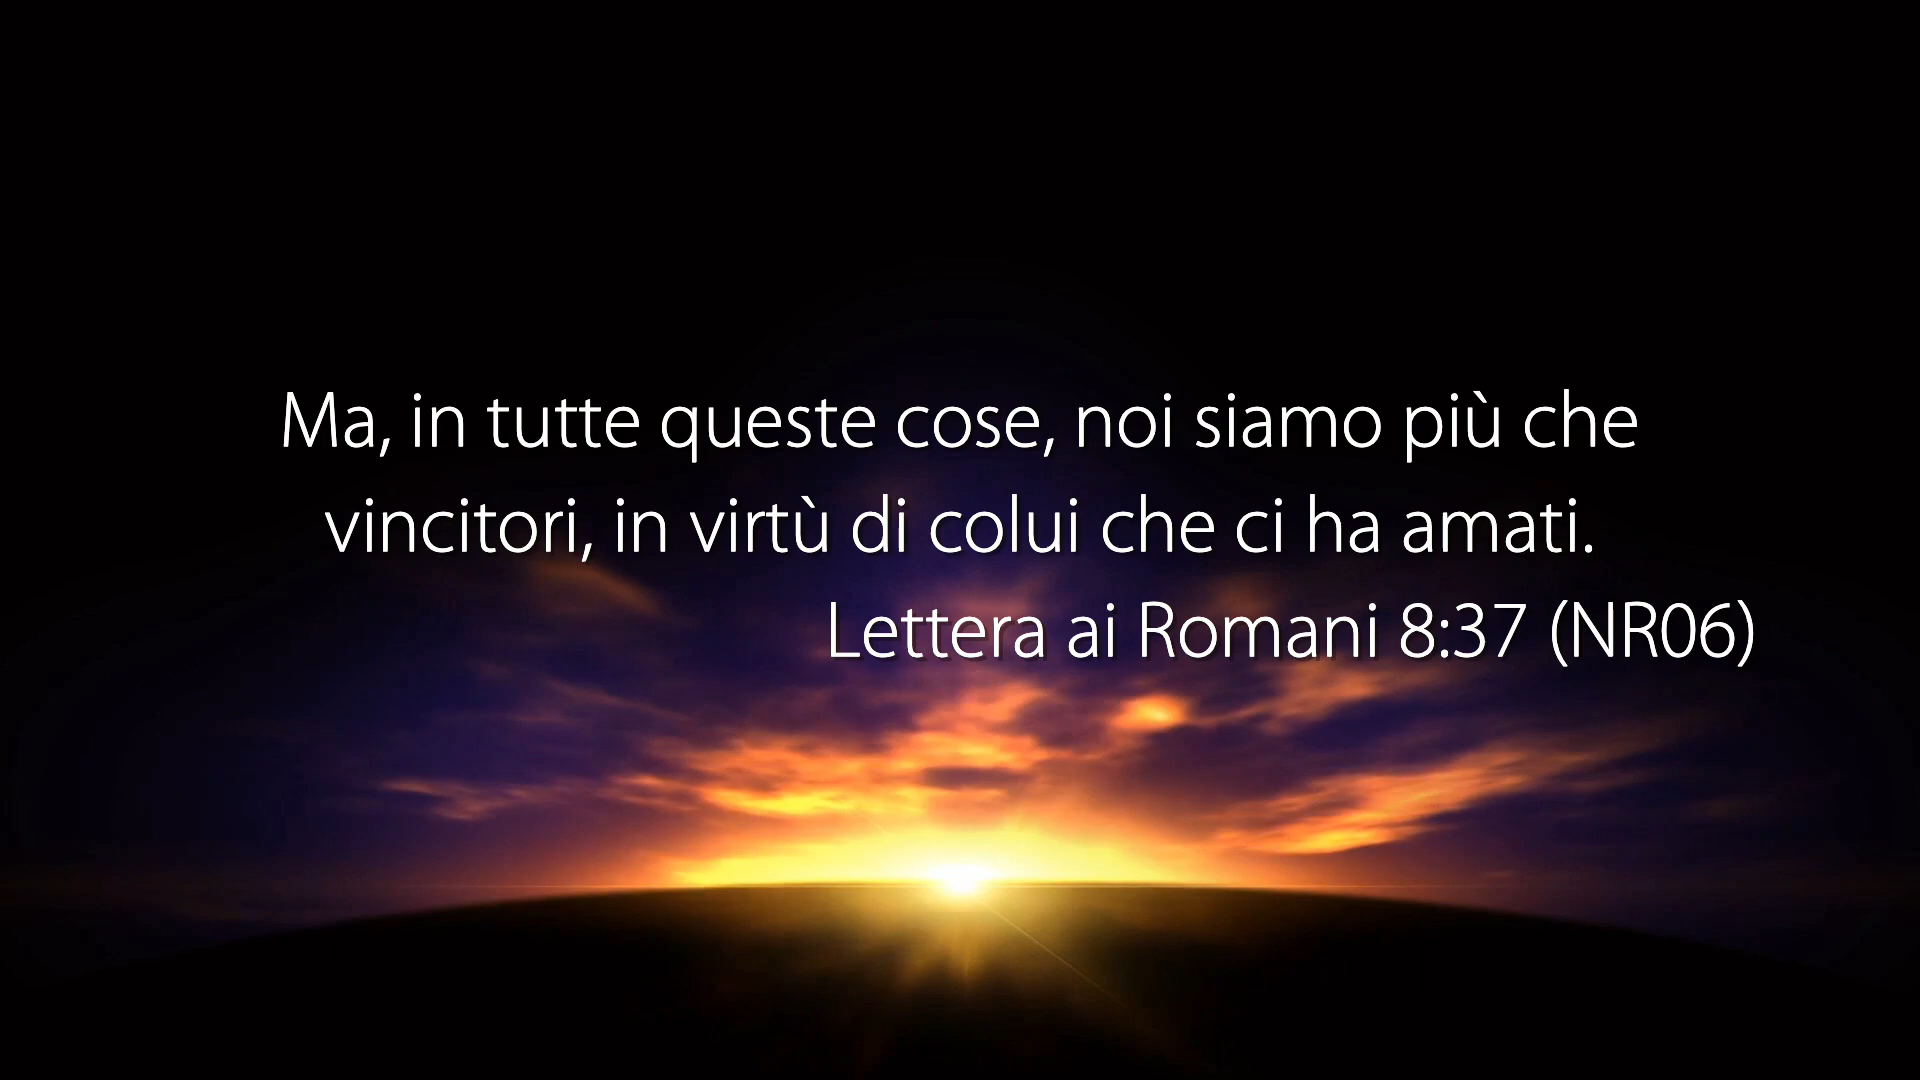 Ma, in tutte queste cose, noi siamo più che
vincitori, in virtù di colui che ci ha amati.
Lettera ai Romani 8:37 (NR06)